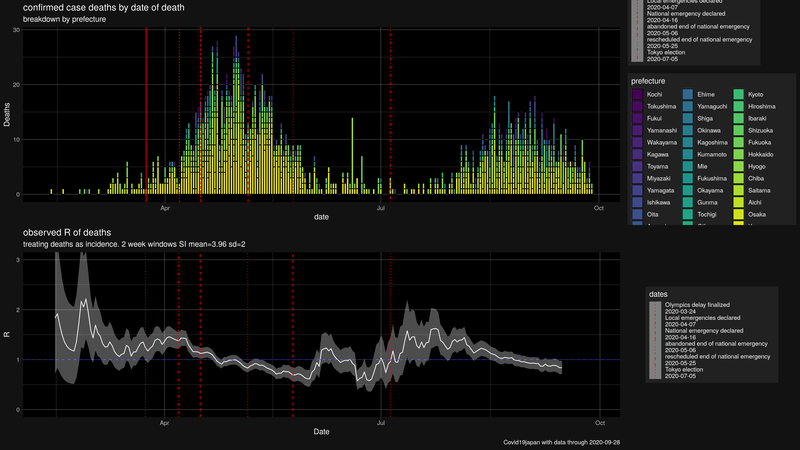 confirmed case deaths by date of death
breakdown by prefecture
30
20
10
0
Deaths
Apr
Jul
Oct
date
Local emergencies declared
2020-04-07
National emergency declared
2020-04-16
abandoned end of national emergency
2020-05-06
rescheduled end of national emergency
2020-05-25
Tokyo election
2020-07-05
prefecture
Kochi
Tokushima
Fukui
Yamanashi
Wakayama
Kagawa
Toyama
Miyazaki
Yamagata
Ishikawa
Oita
Ehime
Yamaguchi
Shiga
Okinawa
Kagoshima
Kumamoto
Mie
Fukushima
Okayama
Gunma
Tochigi
Kyoto
Hiroshima
Ibaraki
Shizuoka
Fukuoka
Hokkaido
Hyogo
Chiba
Saitama
Aichi
Osaka
observed R of deaths
treating deaths as incidence. 2 week windows SI mean=3.96 sd=2
3
2
1
0
R
Apr
Jul
Oct
Date
dates
Olympics delay finalized
2020-03-24
Local emergencies declared
2020-04-07
National emergency declared
2020-04-16
abandoned end of national emergency
2020-05-06
rescheduled end of national emergency
2020-05-25
Tokyo election
2020-07-05
Covid19japan with data through 2020-09-28